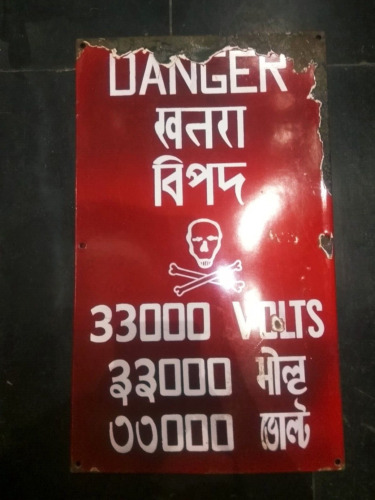 DANGER
खतरा
বিপদ
33000 VOLTS
३३००० भोल्ट
৩৩০০০ ভোল্ট